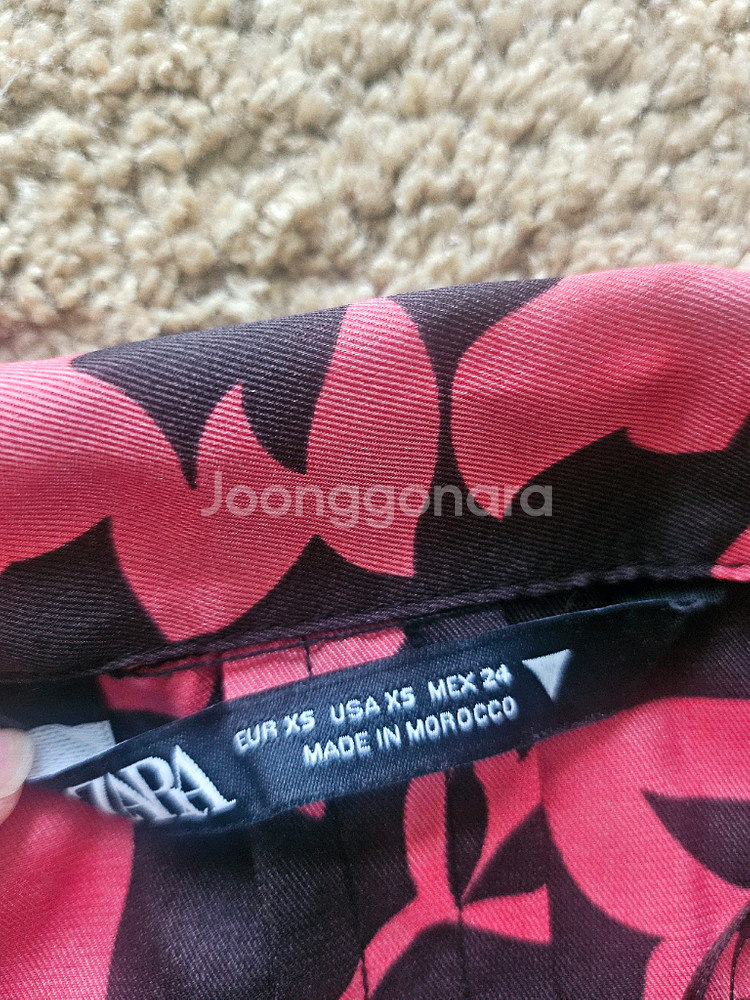 Joonggonara
EUR XS USA XS MEX 24
MADE IN MOROCCO
ZARA